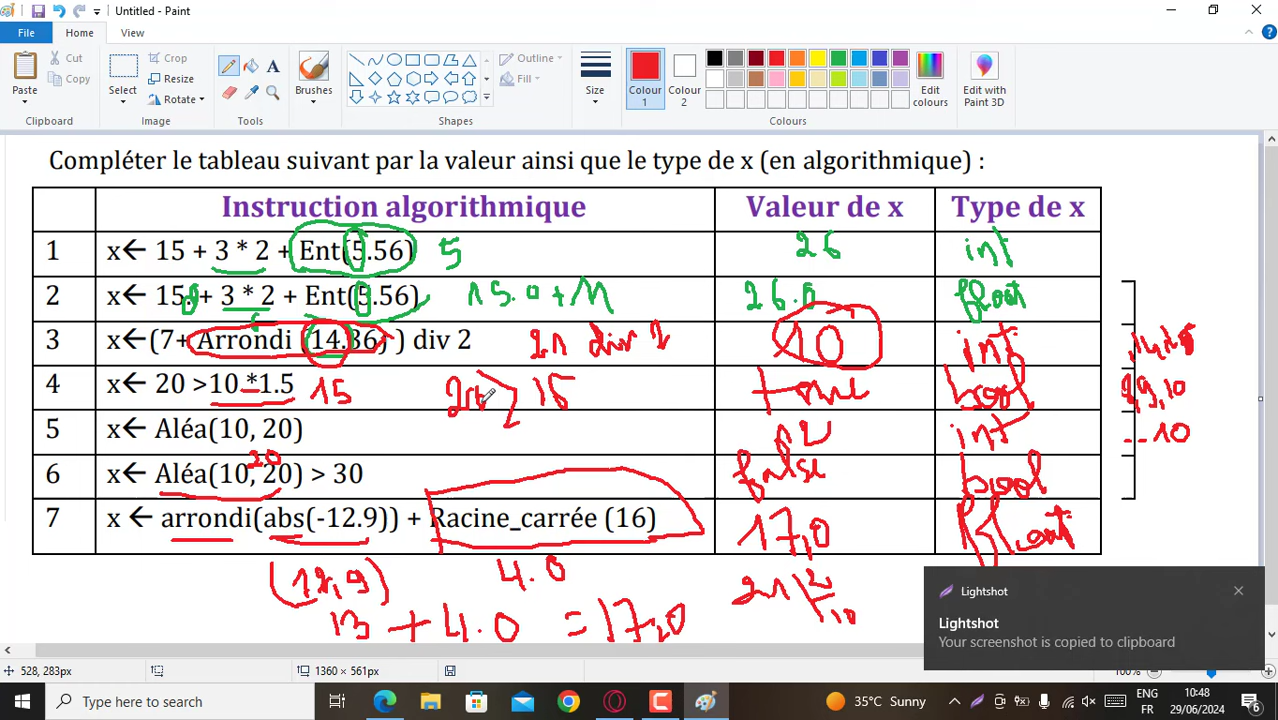 Untitled - Paint
File Home View
Paste
Cut
Copy
Clipboard
Select
Crop
Resize
Rotate
Image
Tools
Brushes
Shapes
Outline
Fill
Size
Colour 1
Colour 2
Edit colours
Edit with Paint 3D
Colours
Compléter le tableau suivant par la valeur ainsi que le type de x (en algorithmique) :
Instruction algorithmique Valeur de x Type de x
1 x← 15 + 3 * 2 + Ent(5.56) 5 26 int
2 x← 15.0 + 3 * 2 + Ent(5.56) 15.0 + 11 26.0 float
3 x←(7+ Arrondi (14.36) ) div 2 21 div 2 10 int
4 x← 20 >10 *1.5 15 20 > 15 bool
5 x← Aléa(10, 20) int
20
6 x← Aléa(10, 20) > 30 false bool
7 x ← arrondi(abs(-12.9)) + Racine_carrée (16) 17,0 float
(12,9) 4.0 21 2
10
13 + 4.0 = 17,0
Lightshot
Lightshot
Your screenshot is copied to clipboard
528, 283px 1360 × 561px 100%
Type here to search
35°C Sunny
ENG
FR
10:48
29/06/2024
6